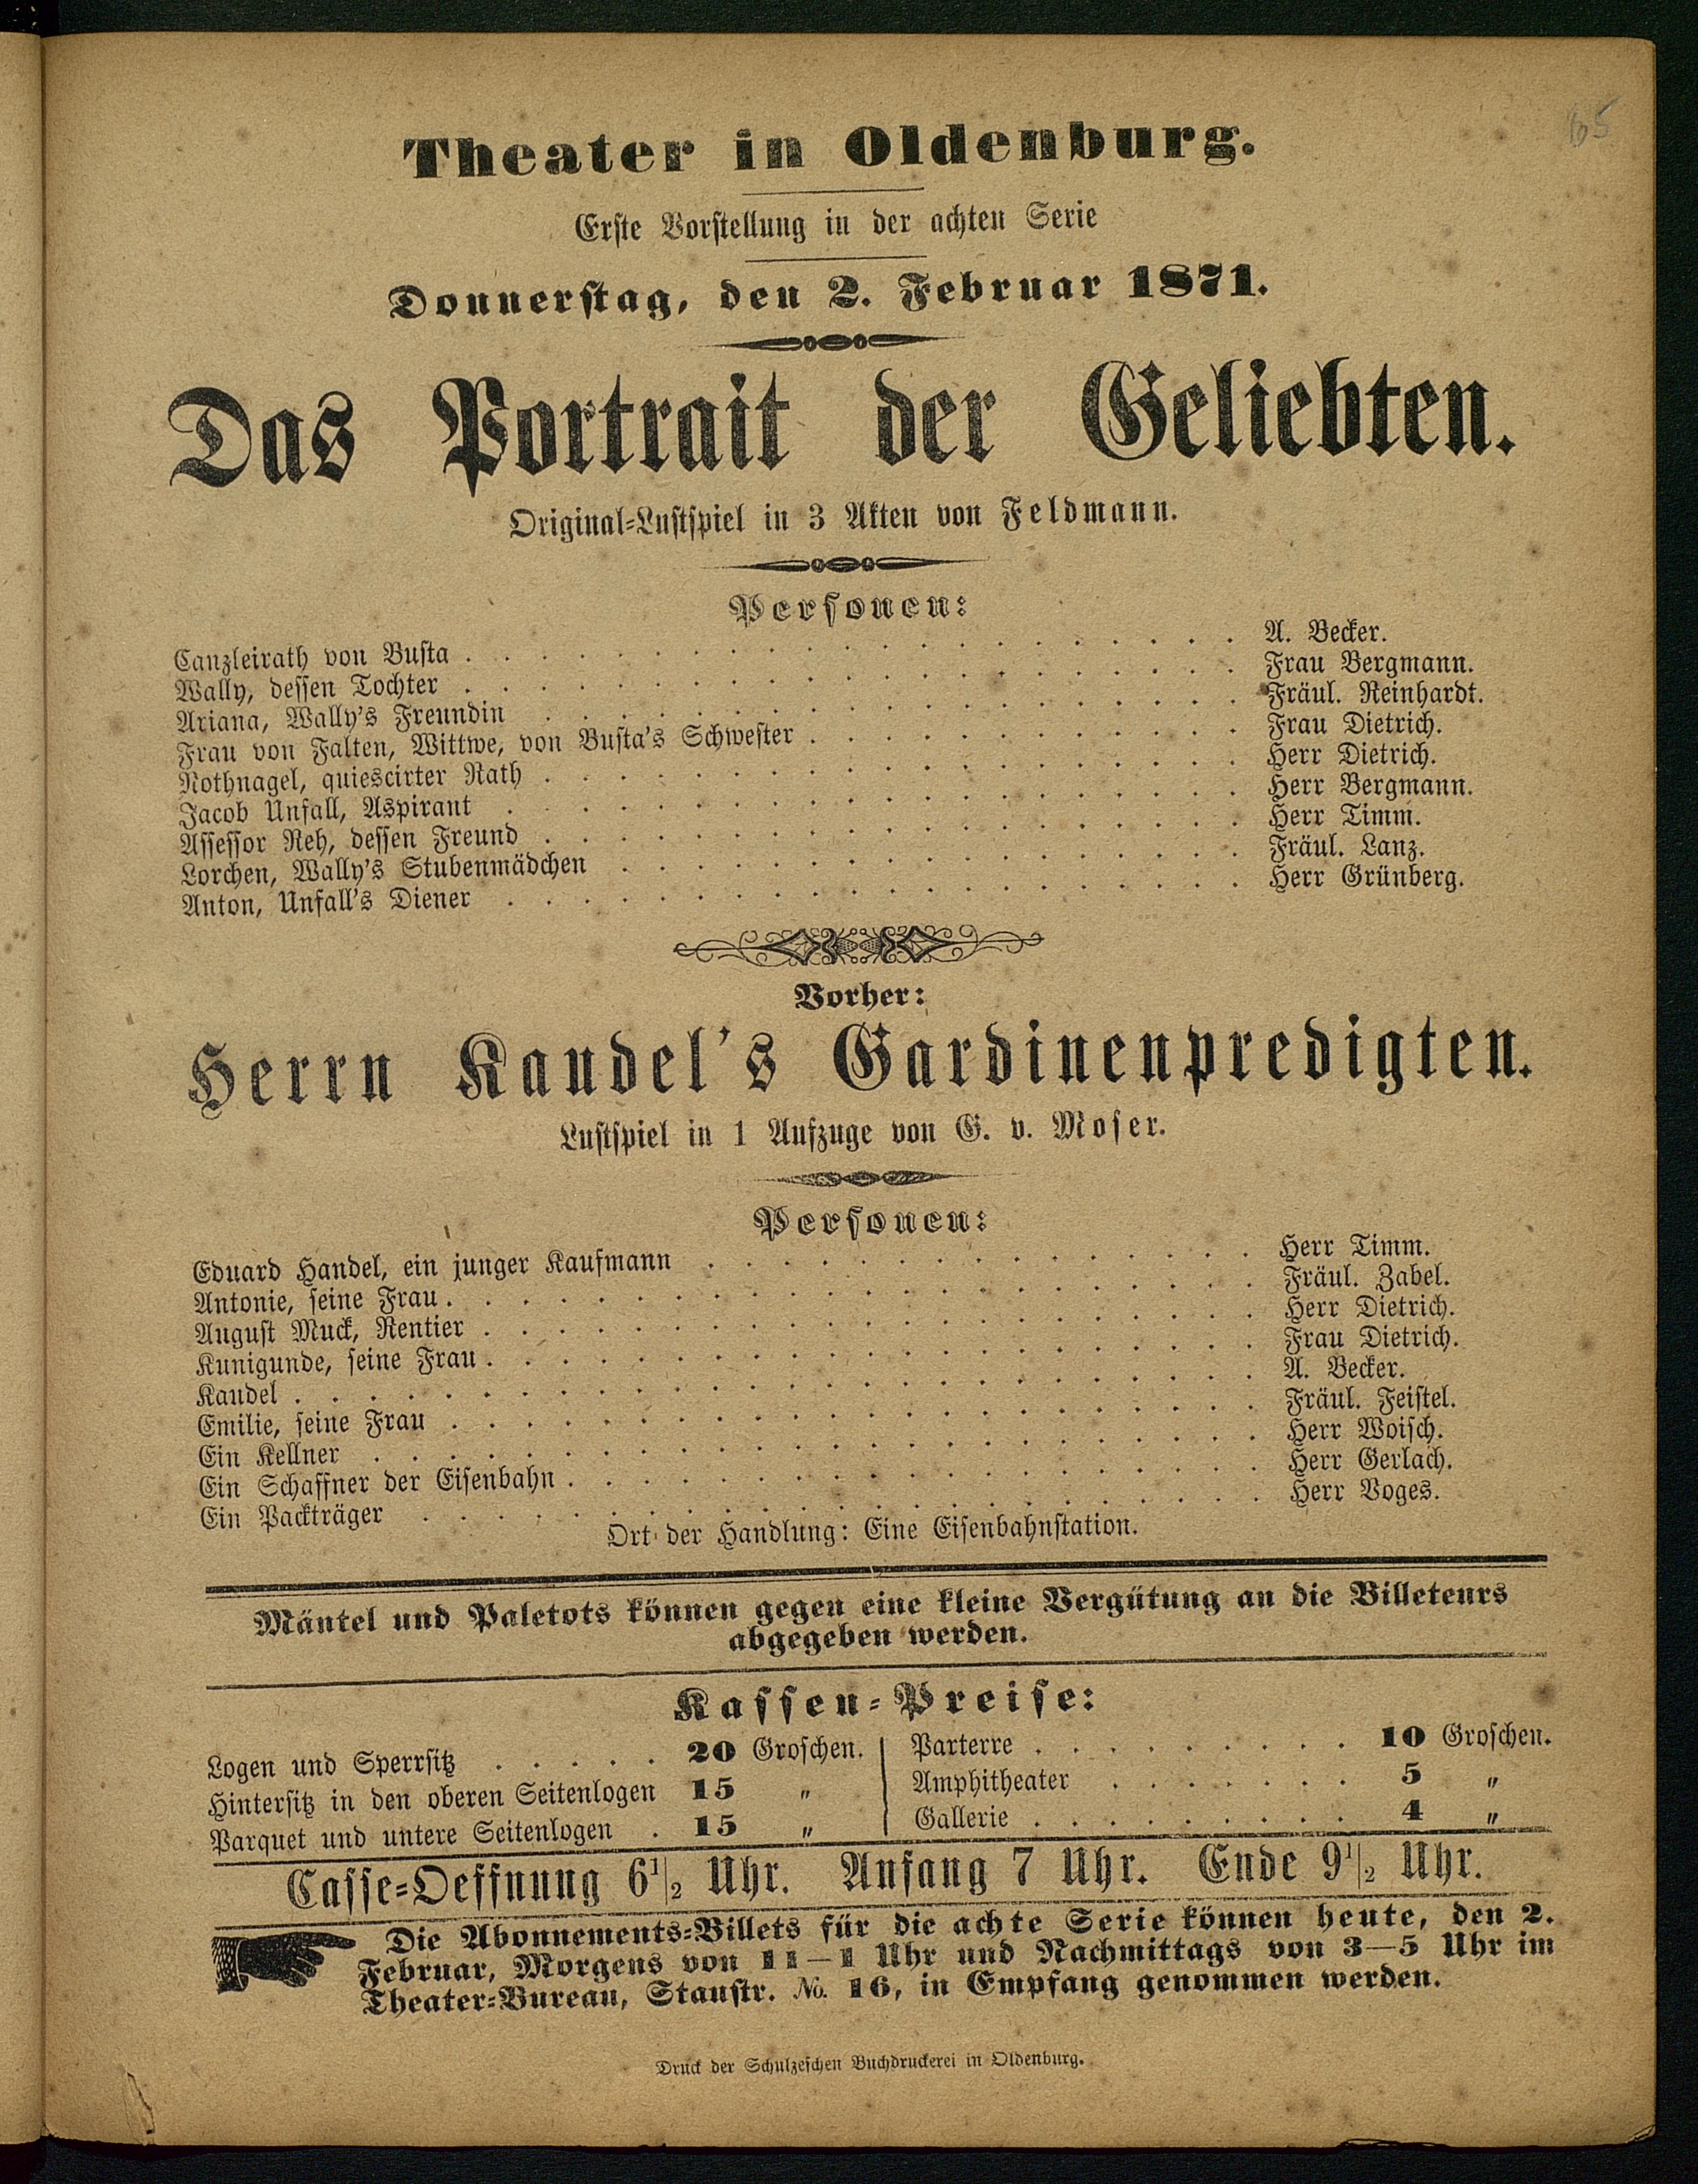 65
Theater in Oldenburg.
Erste Vorstellung in der achten Serie
Donnerstag, den 2. Februar 1871.
Das Portrait der Geliebten.
Original=Lustspiel in 3 Akten von Feldmann.
Personen:
Canzleirath von Busta . . . . . A. Becker.
Wally, dessen Tochter . . . . . Frau Bergmann.
Ariana, Wally's Freundin . . . . . Fräul. Reinhardt.
Frau von Falten, Wittwe, von Busta's Schwester . . . . . Frau Dietrich.
Rothnagel, quiescirter Rath . . . . . Herr Dietrich.
Jacob Unfall, Aspirant . . . . . Herr Bergmann.
Assessor Reh, dessen Freund . . . . . Herr Timm.
Lorchen, Wally's Stubenmädchen . . . . . Fräul. Lanz.
Anton, Unfall's Diener . . . . . Herr Grünberg.
Vorher:
Herrn Kaudel's Gardinenpredigten.
Lustspiel in 1 Aufzuge von G. v. Moser.
Personen:
Eduard Handel, ein junger Kaufmann . . . . . Herr Timm.
Antonie, seine Frau . . . . . Fräul. Zabel.
August Muck, Rentier . . . . . Herr Dietrich.
Kunigunde, seine Frau . . . . . Frau Dietrich.
Kaudel . . . . . A. Becker.
Emilie, seine Frau . . . . . Fräul. Feistel.
Ein Kellner . . . . . Herr Woisch.
Ein Schaffner der Eisenbahn . . . . . Herr Gerlach.
Ein Packträger . . . . . Herr Voges.
Ort der Handlung: Eine Eisenbahnstation.
Mäntel und Paletots können gegen eine kleine Vergütung an die Billeteurs
abgegeben werden.
Kassen=Preise:
Logen und Sperrsitz . . . . . 20 Groschen.
Hintersitz in den oberen Seitenlogen 15 "
Parquet und untere Seitenlogen . 15 "
Parterre . . . . . 10 Groschen.
Amphitheater . . . . . 5 "
Gallerie . . . . . 4 "
Casse=Oeffnung 6 1/2 Uhr. Anfang 7 Uhr. Ende 9 1/2 Uhr.
Die Abonnements=Billets für die achte Serie können heute, den 2.
Februar, Morgens von 11—1 Uhr und Nachmittags von 3—5 Uhr im
Theater=Bureau, Staustr. No. 16, in Empfang genommen werden.
Druck der Schulzeschen Buchdruckerei in Oldenburg.